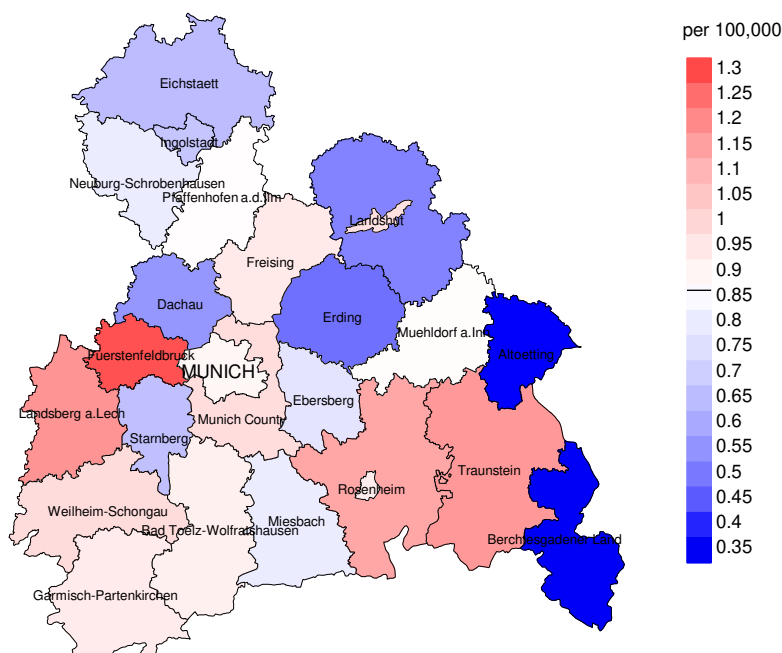 per 100,000
1.3
1.25
1.2
1.15
1.1
1.05
1
0.95
0.9
0.85
0.8
0.75
0.7
0.65
0.6
0.55
0.5
0.45
0.4
0.35
Eichstaett
Ingolstadt
Neuburg-Schrobenhausen
Pfaffenhofen a.d.Ilm
Landshut
Freising
Dachau
Erding
Muehldorf a.Inn
Fuerstenfeldbruck
Altoetting
MUNICH
Ebersberg
Landsberg a.Lech
Munich County
Starnberg
Traunstein
Rosenheim
Weilheim-Schongau
Miesbach
Bad Toelz-Wolfratshausen
Berchtesgadener Land
Garmisch-Partenkirchen